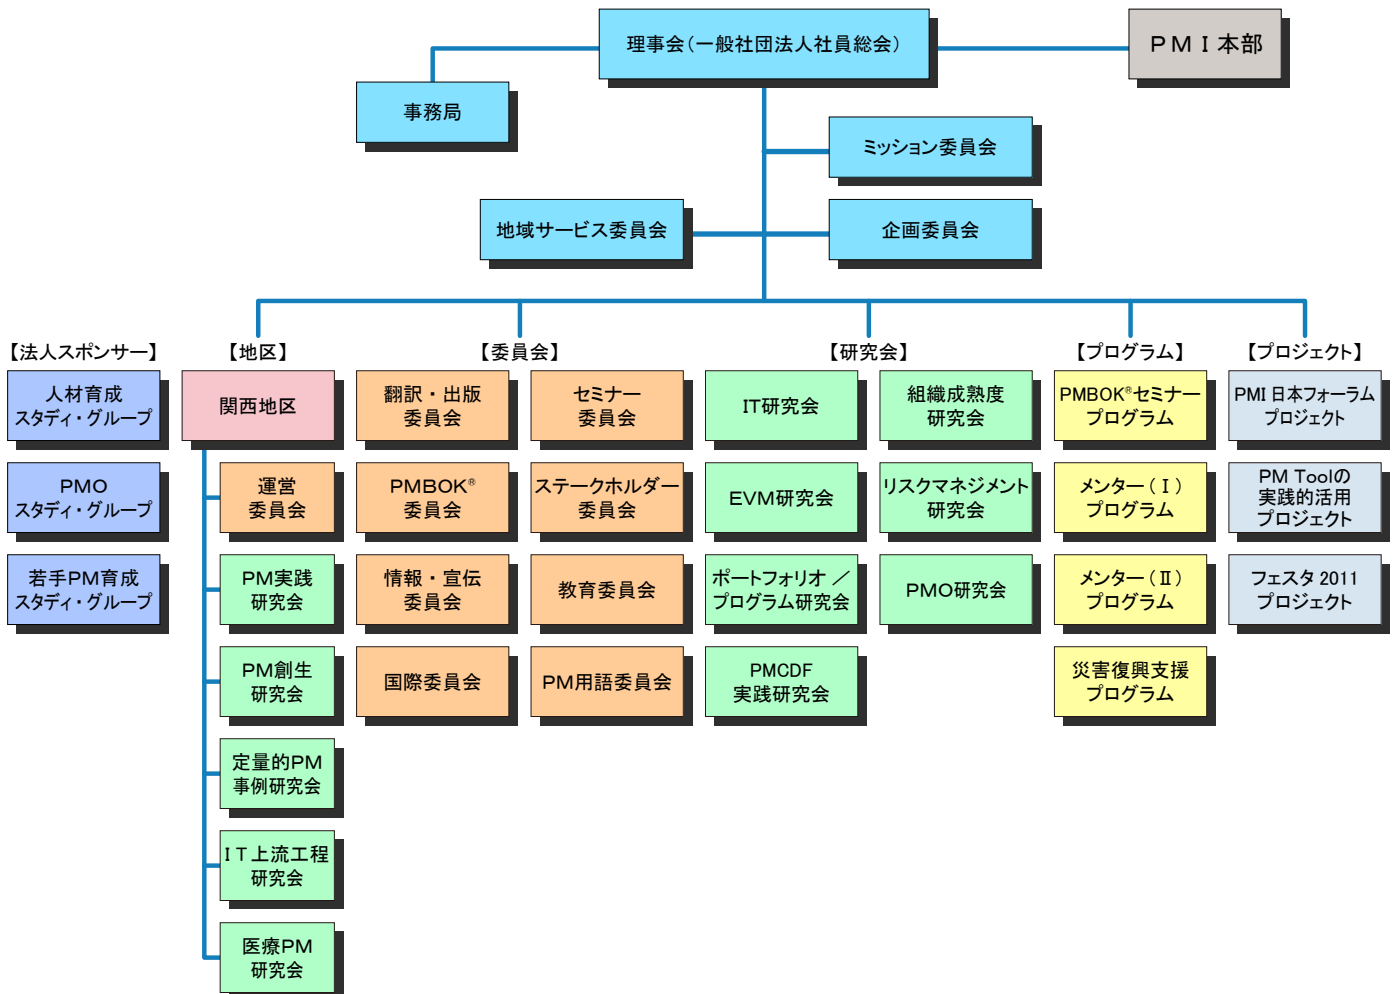 理事会(一般社団法人社員総会)
ＰＭＩ本部
事務局
ミッション委員会
地域サービス委員会
企画委員会
【法人スポンサー】
人材育成
スタディ・グループ
PMO
スタディ・グループ
若手PM育成
スタディ・グループ
【地区】
関西地区
運営
委員会
PM実践
研究会
PM創生
研究会
定量的PM
事例研究会
ＩＴ上流工程
研究会
医療PM
研究会
【委員会】
翻訳・出版
委員会
セミナー
委員会
PMBOK®
委員会
ステークホルダー
委員会
情報・宣伝
委員会
教育委員会
国際委員会
PM用語委員会
【研究会】
IT研究会
組織成熟度
研究会
EVM研究会
リスクマネジメント
研究会
ポートフォリオ／
プログラム研究会
PMO研究会
PMCDF
実践研究会
【プログラム】
PMBOK®セミナー
プログラム
メンター(Ⅰ)
プログラム
メンター(Ⅱ)
プログラム
災害復興支援
プログラム
【プロジェクト】
PMI日本フォーラム
プロジェクト
PM Toolの
実践的活用
プロジェクト
フェスタ 2011
プロジェクト